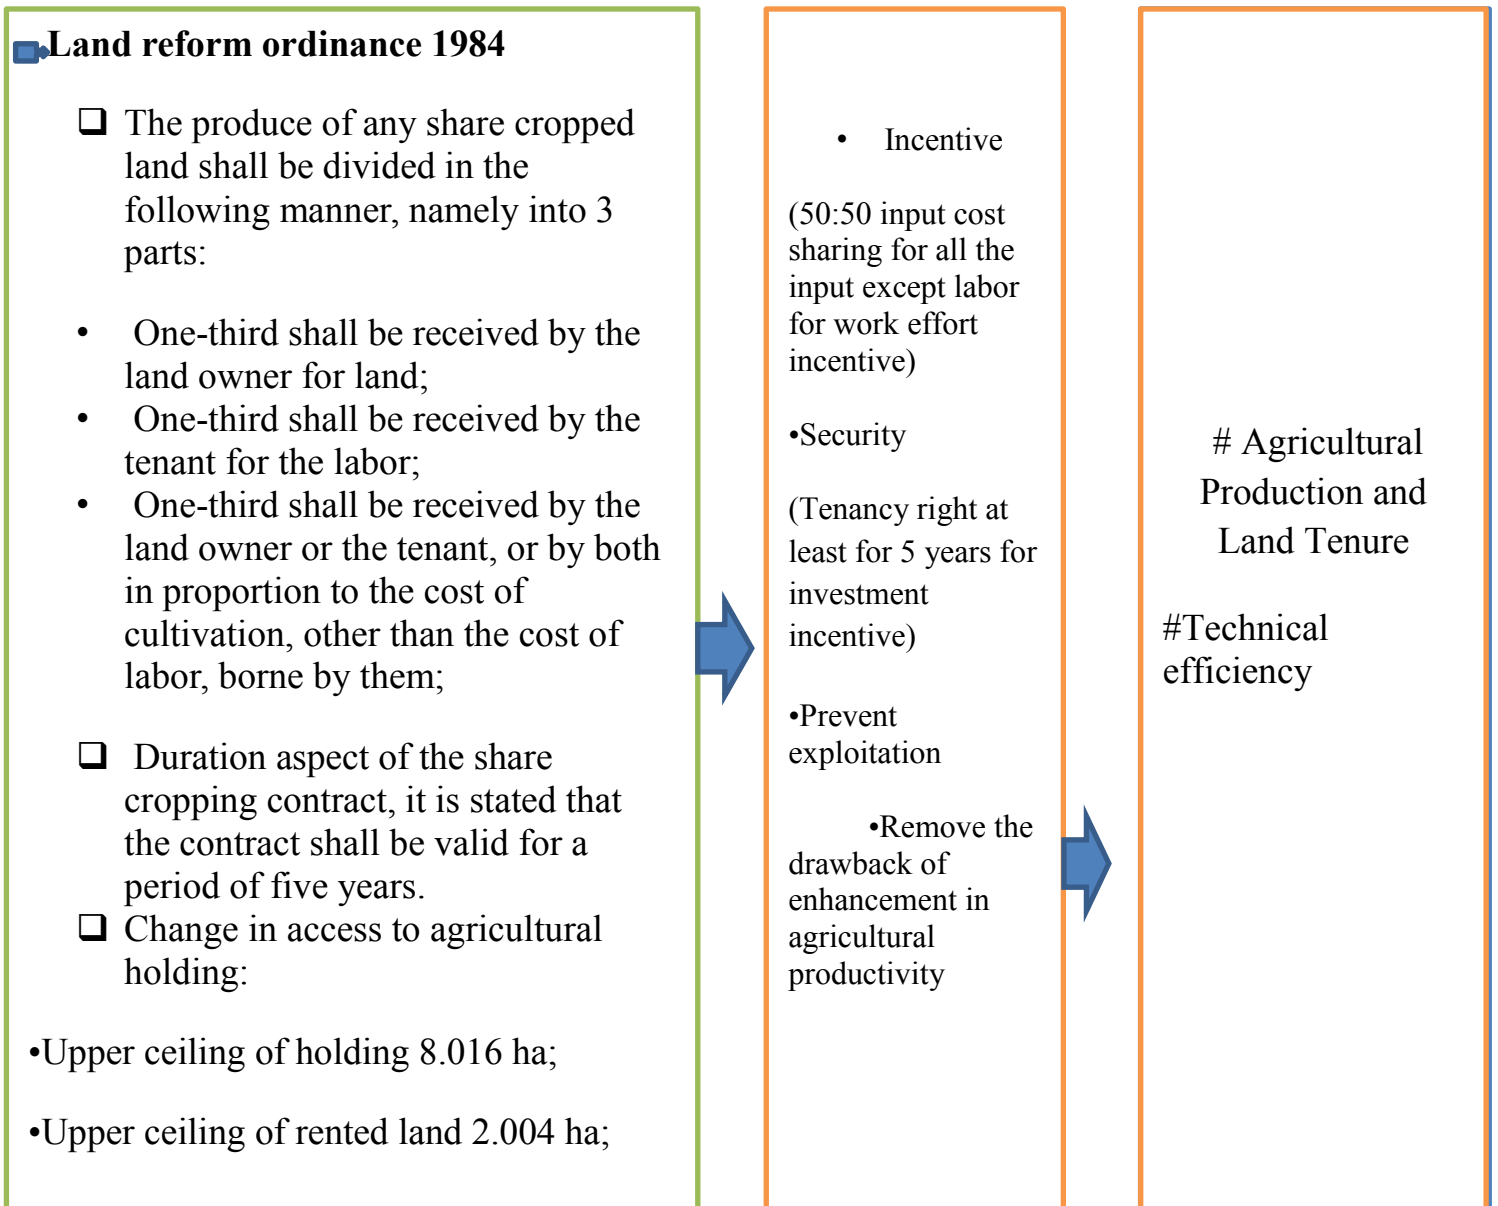 Land reform ordinance 1984
❑ The produce of any share cropped
land shall be divided in the
following manner, namely into 3
parts:
• One-third shall be received by the
land owner for land;
• One-third shall be received by the
tenant for the labor;
• One-third shall be received by the
land owner or the tenant, or by both
in proportion to the cost of
cultivation, other than the cost of
labor, borne by them;
❑ Duration aspect of the share
cropping contract, it is stated that
the contract shall be valid for a
period of five years.
❑ Change in access to agricultural
holding:
•Upper ceiling of holding 8.016 ha;
•Upper ceiling of rented land 2.004 ha;
• Incentive
(50:50 input cost
sharing for all the
input except labor
for work effort
incentive)
•Security
(Tenancy right at
least for 5 years for
investment
incentive)
•Prevent
exploitation
•Remove the
drawback of
enhancement in
agricultural
productivity
# Agricultural
Production and
Land Tenure
#Technical
efficiency